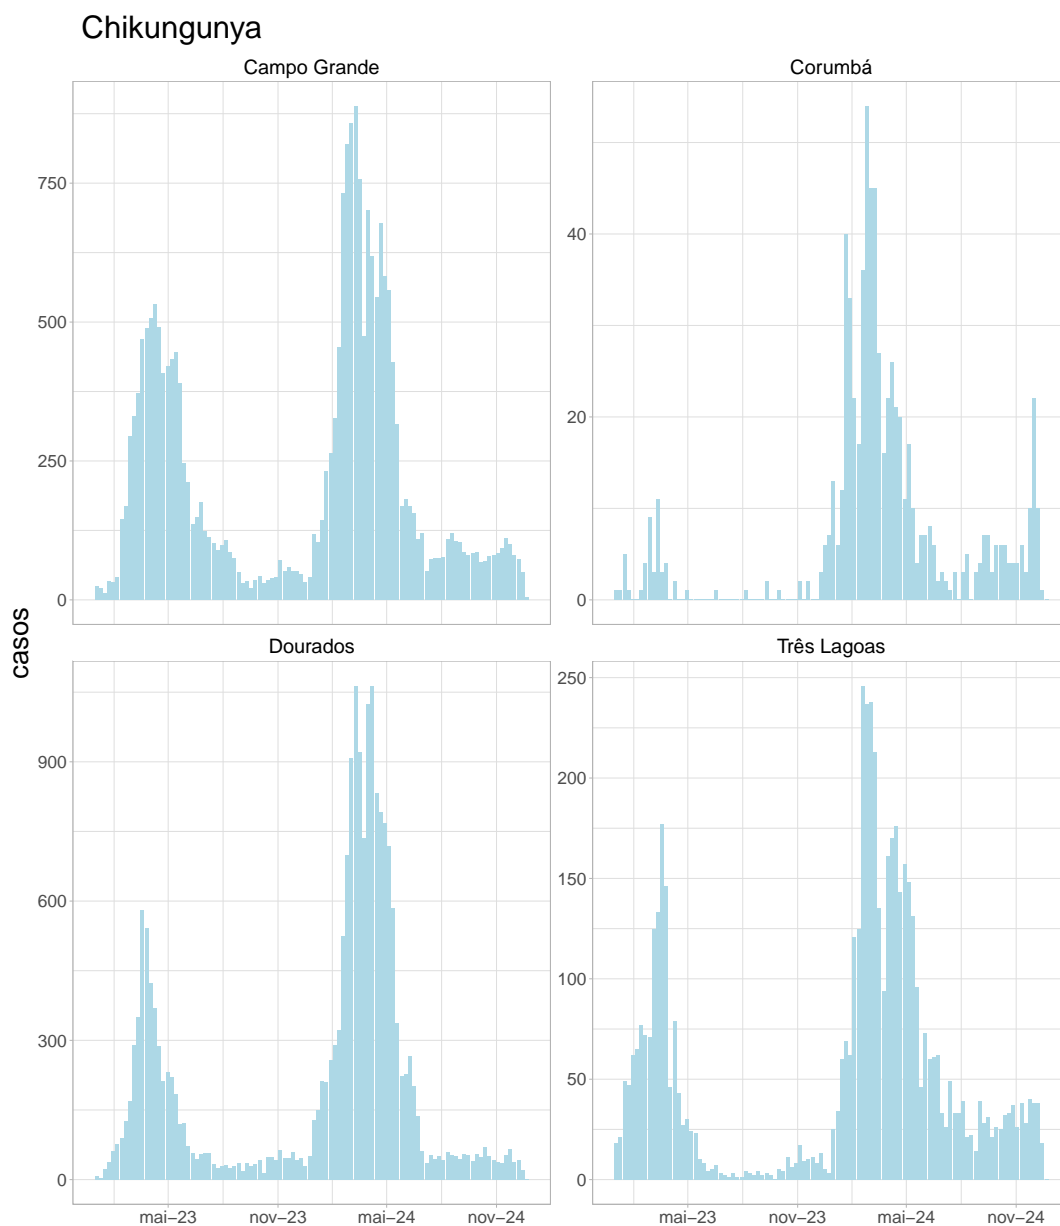 Chikungunya
Campo Grande
Corumbá
750
500
250
0
40
20
0
casos
Dourados
Três Lagoas
900
600
300
0
250
200
150
100
50
0
mai–23 nov–23 mai–24 nov–24
mai–23 nov–23 mai–24 nov–24